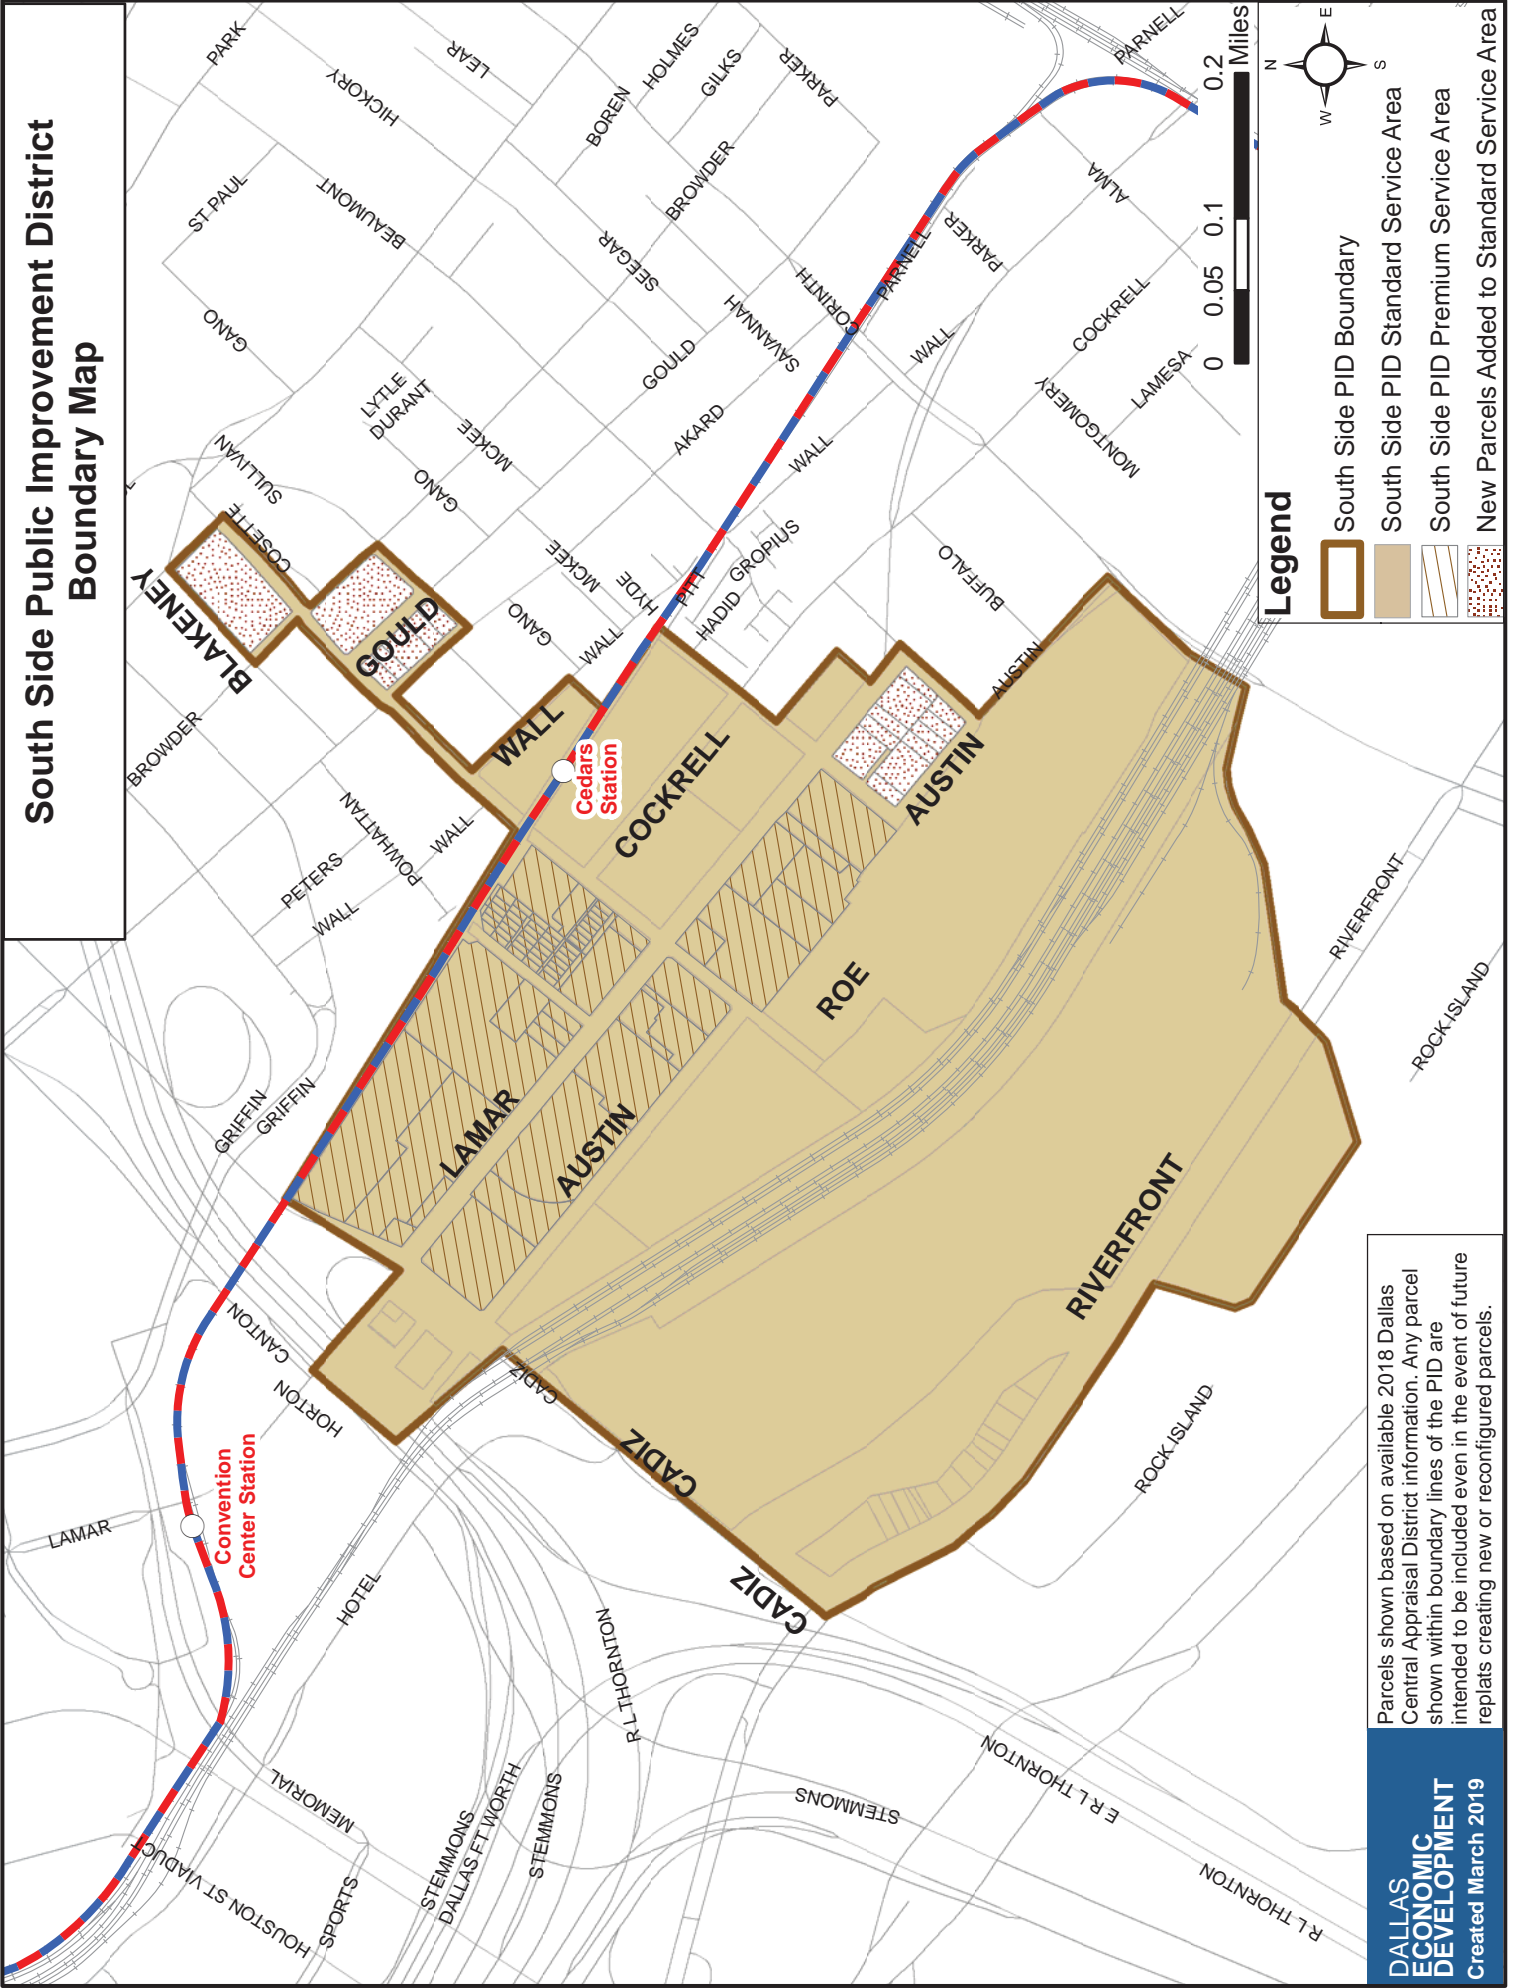 South Side Public Improvement District
Boundary Map
PARK
LEAR
HICKORY
HOLMES
GILKS
BOREN
PARKER
PARNELL
ST PAUL
BEAUMONT
BROWDER
SEEGAR
GANO
ALMA
PARKER
PARNELL
CORINTH
SAVANNAH
GOULD
WALL
COCKRELL
LAMESA
MONTGOMERY
LYTLE
DURANT
MCKEE
GANO
AKARD
WALL
SULLIVAN
COSETTE
BLAKENEY
GOULD
MCKEE
HYDE
GANO
WALL
PITT
HADID
GROPIUS
BUFFALO
AUSTIN
BROWDER
WALL
Cedars
Station
COCKRELL
AUSTIN
POWHATTAN
WALL
PETERS
WALL
ROE
RIVERFRONT
ROCK ISLAND
GRIFFIN
GRIFFIN
LAMAR
AUSTIN
RIVERFRONT
CANTON
HORTON
CADIZ
CADIZ
CADIZ
ROCK ISLAND
LAMAR
Convention
Center Station
HOTEL
R L THORNTON
MEMORIAL
HOUSTON ST VIADUCT
SPORTS
STEMMONS
DALLAS FT WORTH
STEMMONS
STEMMONS
E R L THORNTON
R L THORNTON
0 0.05 0.1 0.2
Miles
N
W
E
S
Legend
South Side PID Boundary
South Side PID Standard Service Area
South Side PID Premium Service Area
New Parcels Added to Standard Service Area
Parcels shown based on available 2018 Dallas
Central Appraisal District information. Any parcel
shown within boundary lines of the PID are
intended to be included even in the event of future
replats creating new or reconfigured parcels.
DALLAS
ECONOMIC
DEVELOPMENT
Created March 2019